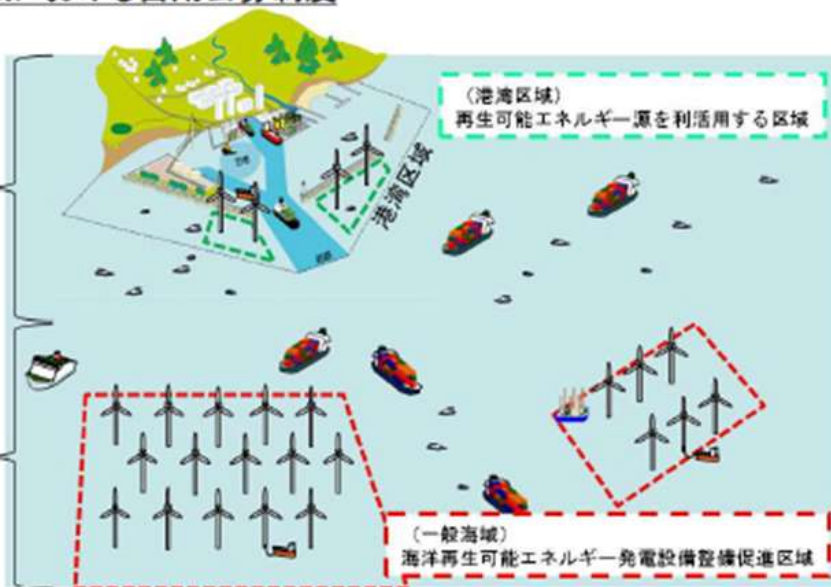 （港湾区域）
再生可能エネルギー源を利活用する区域
港湾区域
（一般海域）
海洋再生可能エネルギー発電設備整備促進区域